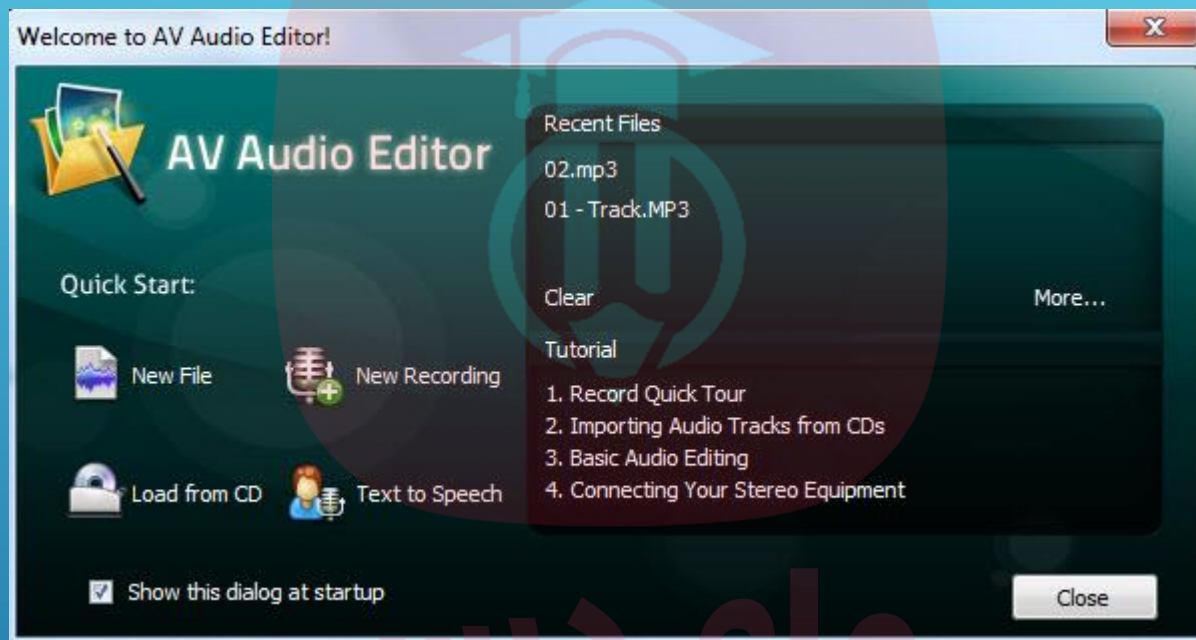 Welcome to AV Audio Editor!
AV Audio Editor
Quick Start:
New File
New Recording
Load from CD
Text to Speech
Show this dialog at startup
Recent Files
02.mp3
01 - Track.MP3
Clear
More...
Tutorial
1. Record Quick Tour
2. Importing Audio Tracks from CDs
3. Basic Audio Editing
4. Connecting Your Stereo Equipment
Close